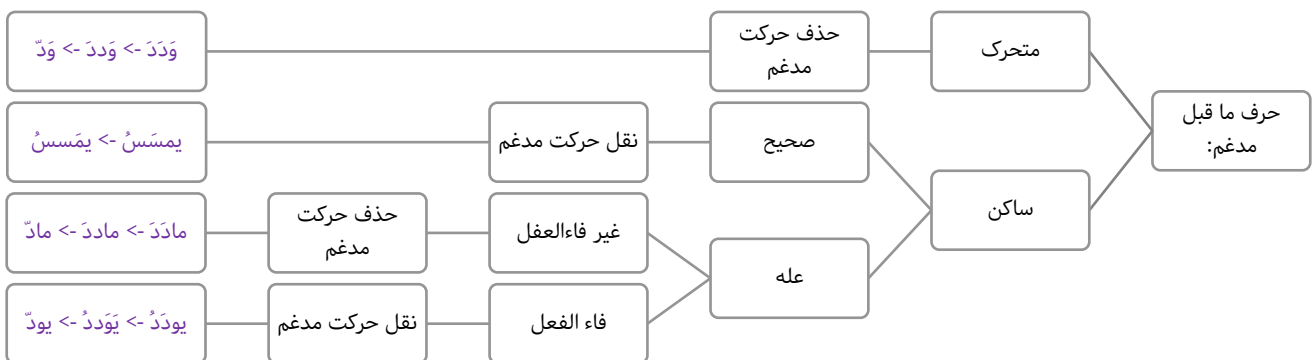 حرف ما قبل
مدغم:
متحرک
حذف حرکت
مدغم
وَدَدَ -> وَددَ -> وَدّ
ساکن
صحیح
نقل حرکت مدغم
یمسَسُ -> یمَسسُ
عله
غیر فاءالعفل
حذف حرکت
مدغم
مادَدَ -> ماددَ -> مادّ
فاء الفعل
نقل حرکت مدغم
یودَدُ -> یَوَددُ -> یودّ